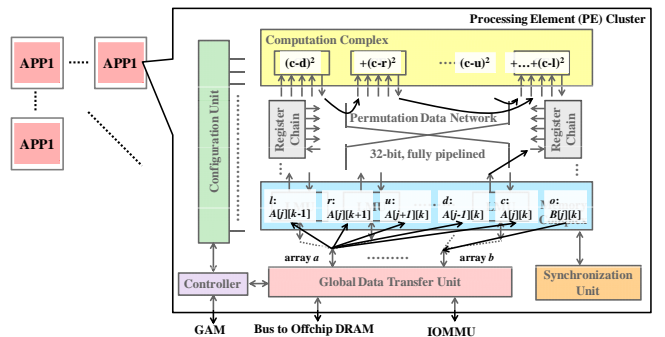 Processing Element (PE) Cluster
APP1
APP1
APP1
Configuration Unit
Computation Complex
(c-d)²
+(c-r)²
(c-u)²
+...+(c-l)²
Register
Chain
Permutation Data Network
32-bit, fully pipelined
Register
Chain
l:
A[j][k-1]
r:
A[j][k+1]
u:
A[j+1][k]
d:
A[j-1][k]
c:
A[j][k]
o:
B[j][k]
array a
array b
Controller
Global Data Transfer Unit
Synchronization
Unit
GAM
Bus to Offchip DRAM
IOMMU